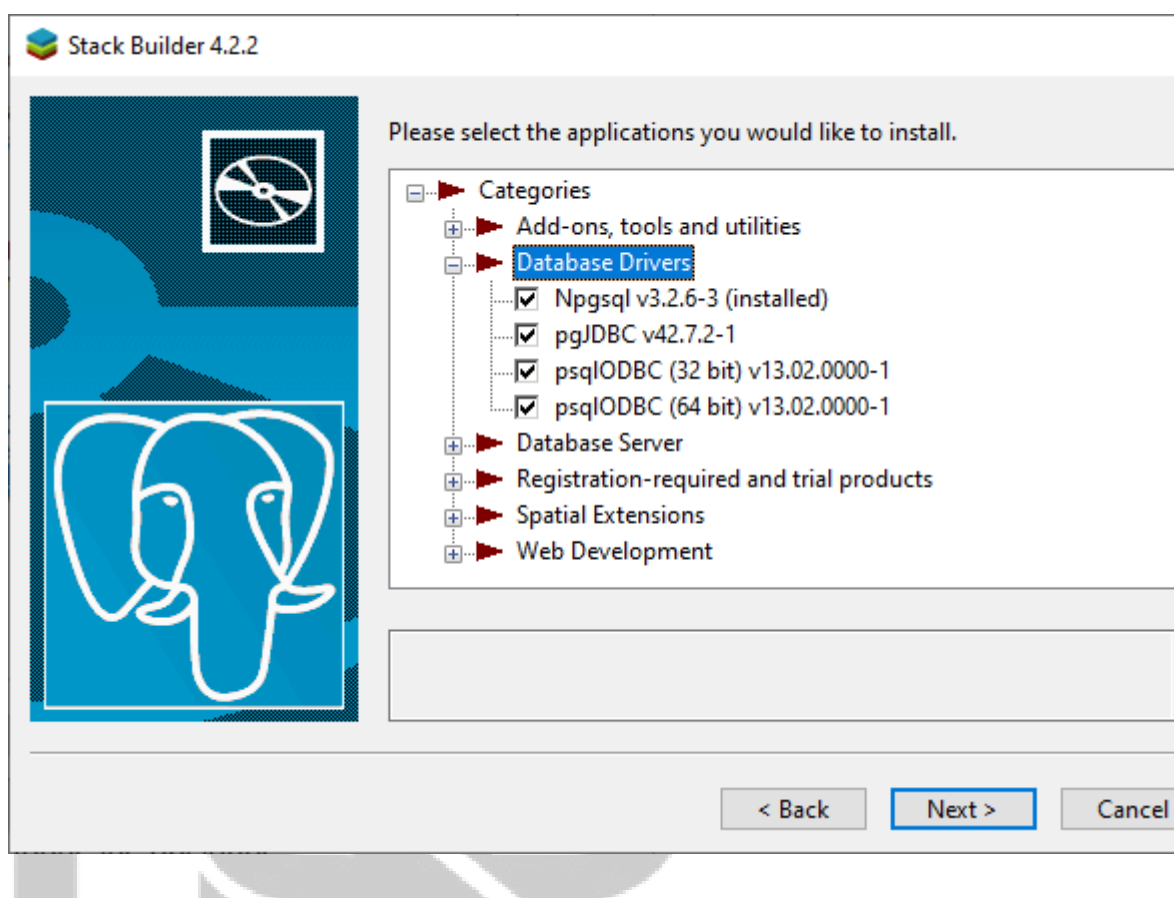 Stack Builder 4.2.2
Please select the applications you would like to install.
Categories
Add-ons, tools and utilities
Database Drivers
Npgsql v3.2.6-3 (installed)
pgJDBC v42.7.2-1
psqlODBC (32 bit) v13.02.0000-1
psqlODBC (64 bit) v13.02.0000-1
Database Server
Registration-required and trial products
Spatial Extensions
Web Development
< Back
Next >
Cancel